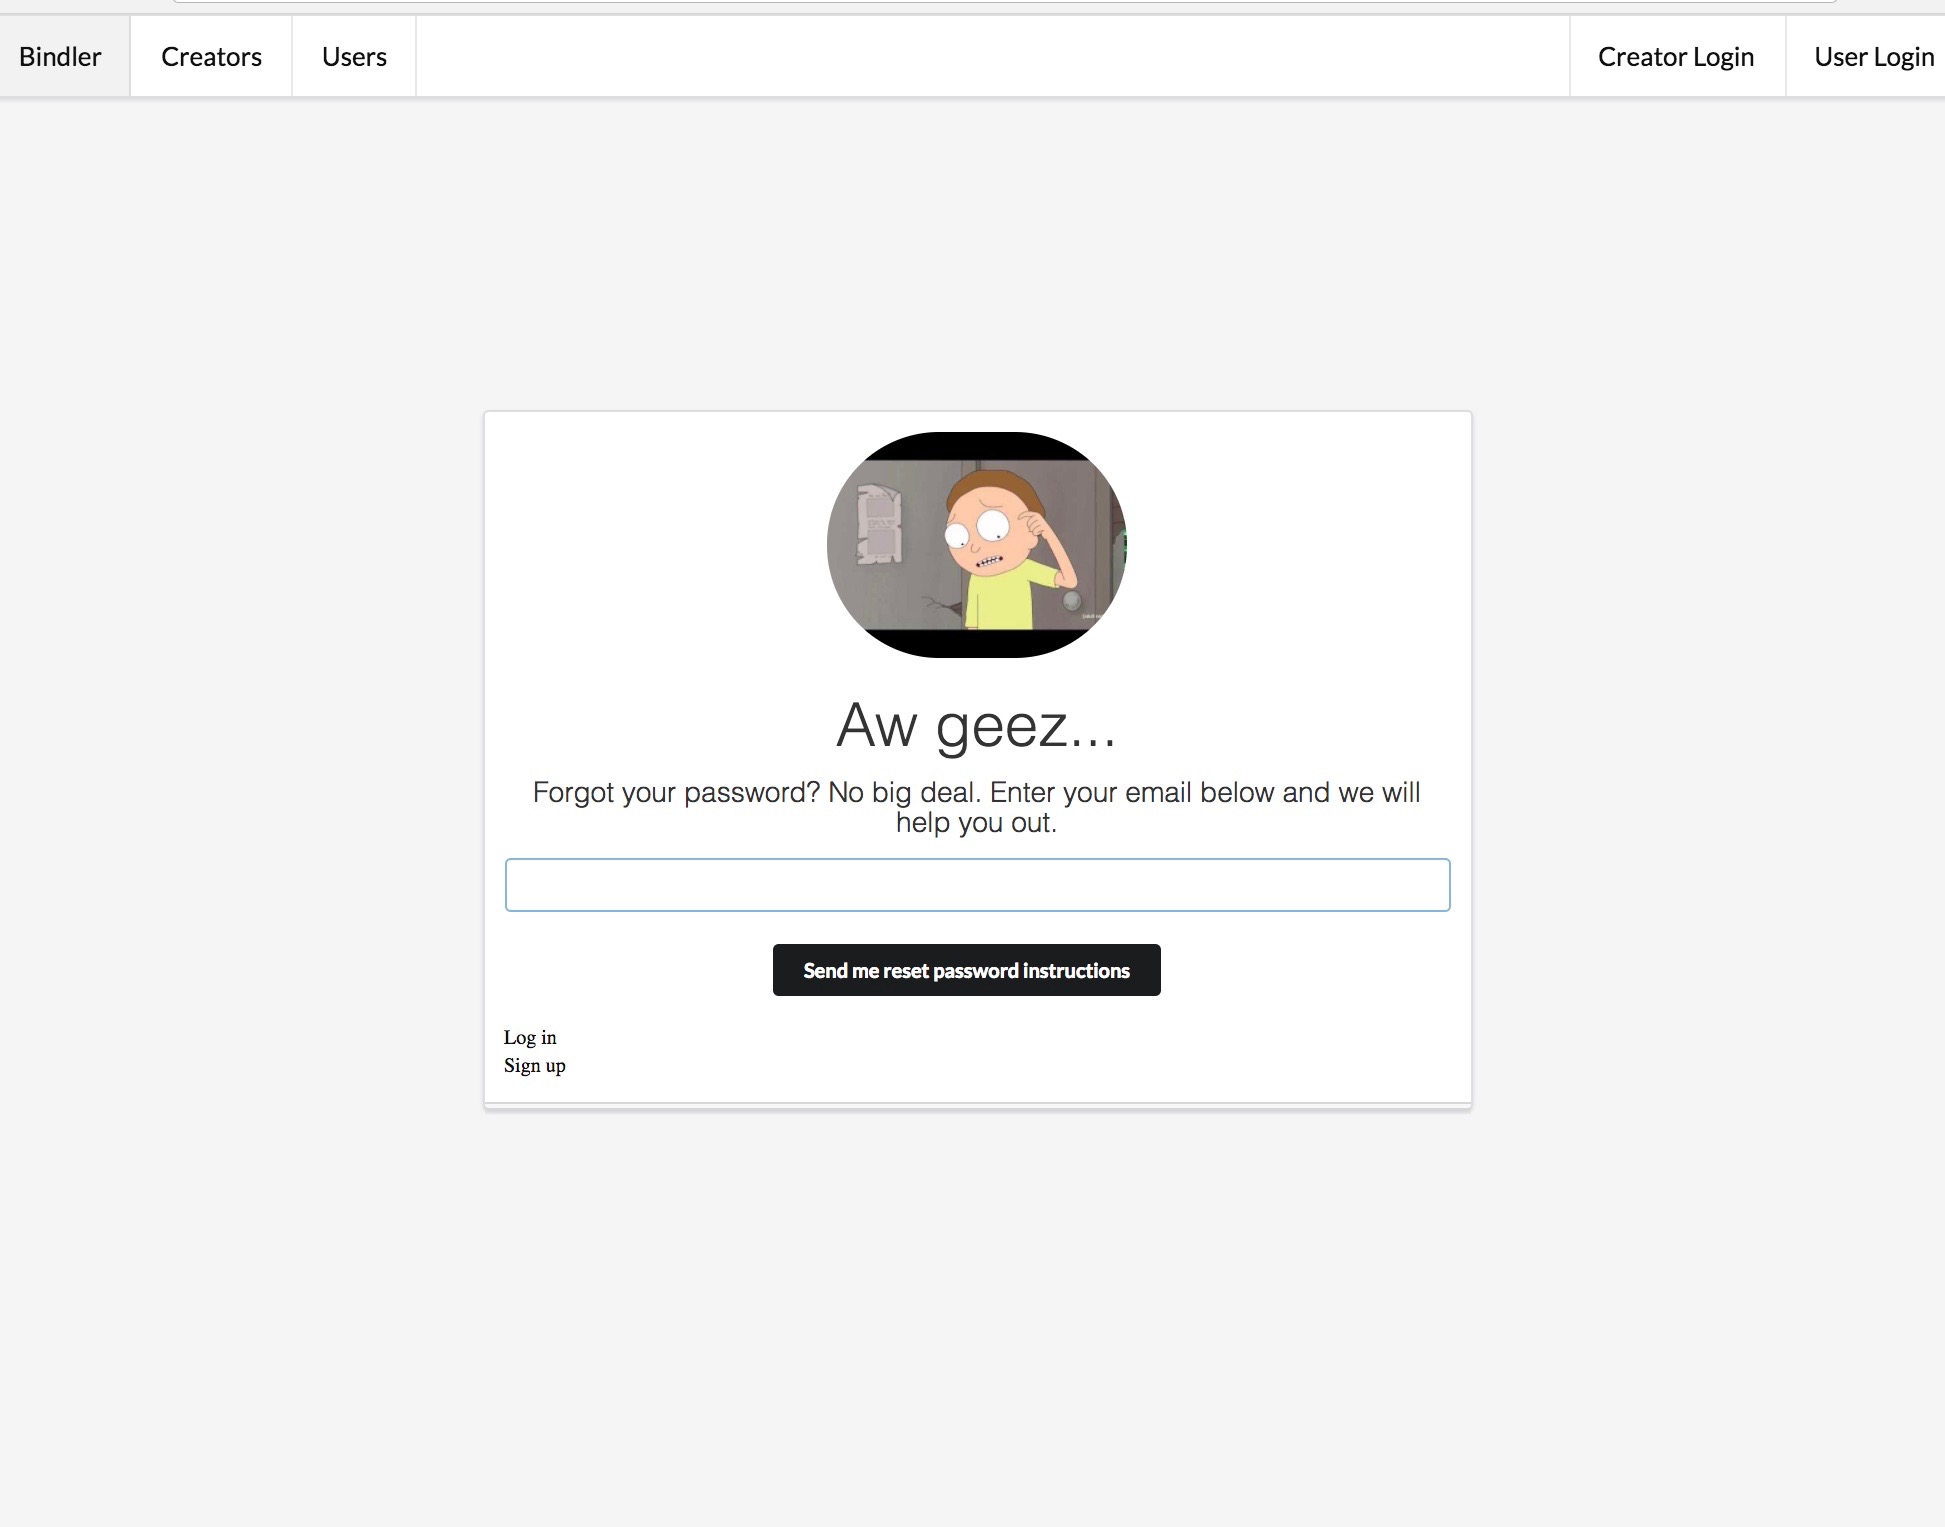 Bindler Creators Users Creator Login User Login
Aw geez...
Forgot your password? No big deal. Enter your email below and we will
help you out.
Send me reset password instructions
Log in
Sign up